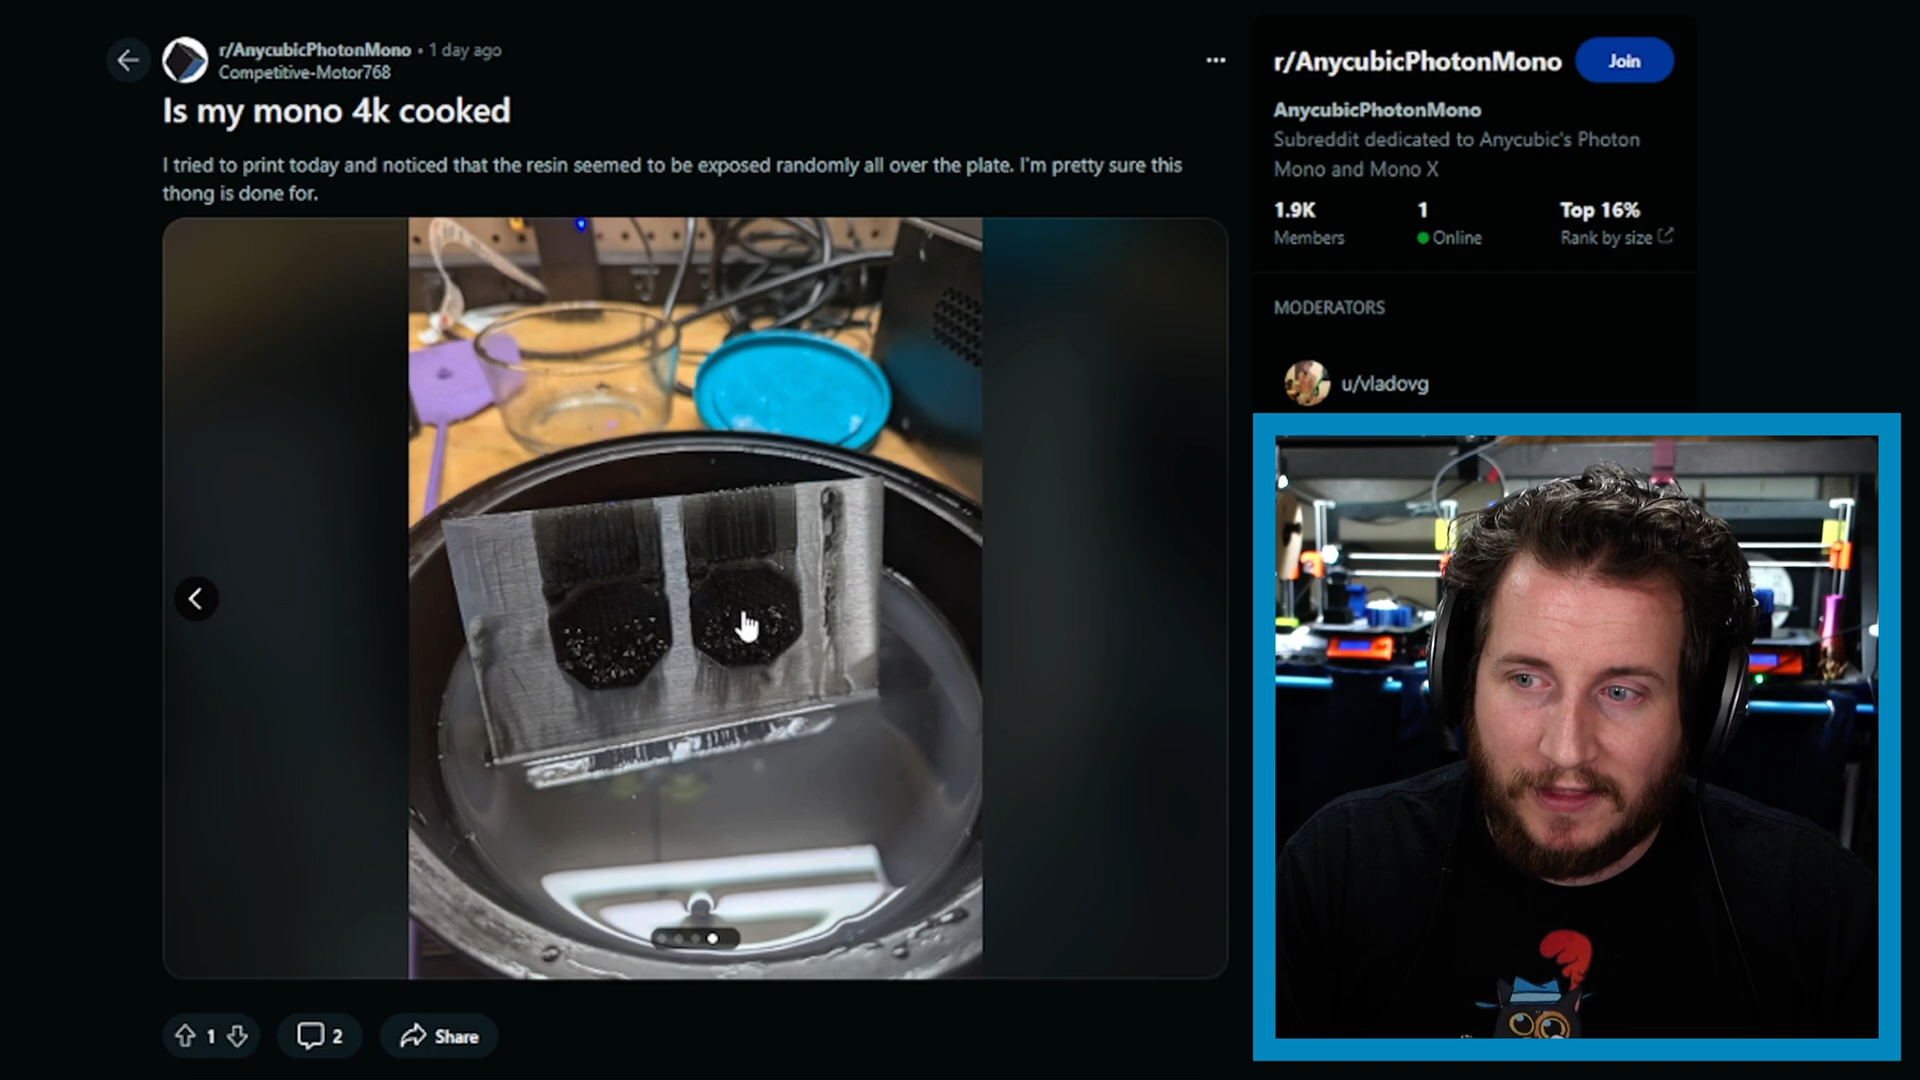 r/AnycubicPhotonMono • 1 day ago
Competitive-Motor768
Is my mono 4k cooked
I tried to print today and noticed that the resin seemed to be exposed randomly all over the plate. I'm pretty sure this
thong is done for.
1
2
Share
r/AnycubicPhotonMono
Join
AnycubicPhotonMono
Subreddit dedicated to Anycubic's Photon
Mono and Mono X
1.9K
1
Top 16%
Members
Online
Rank by size
MODERATORS
u/vladovg